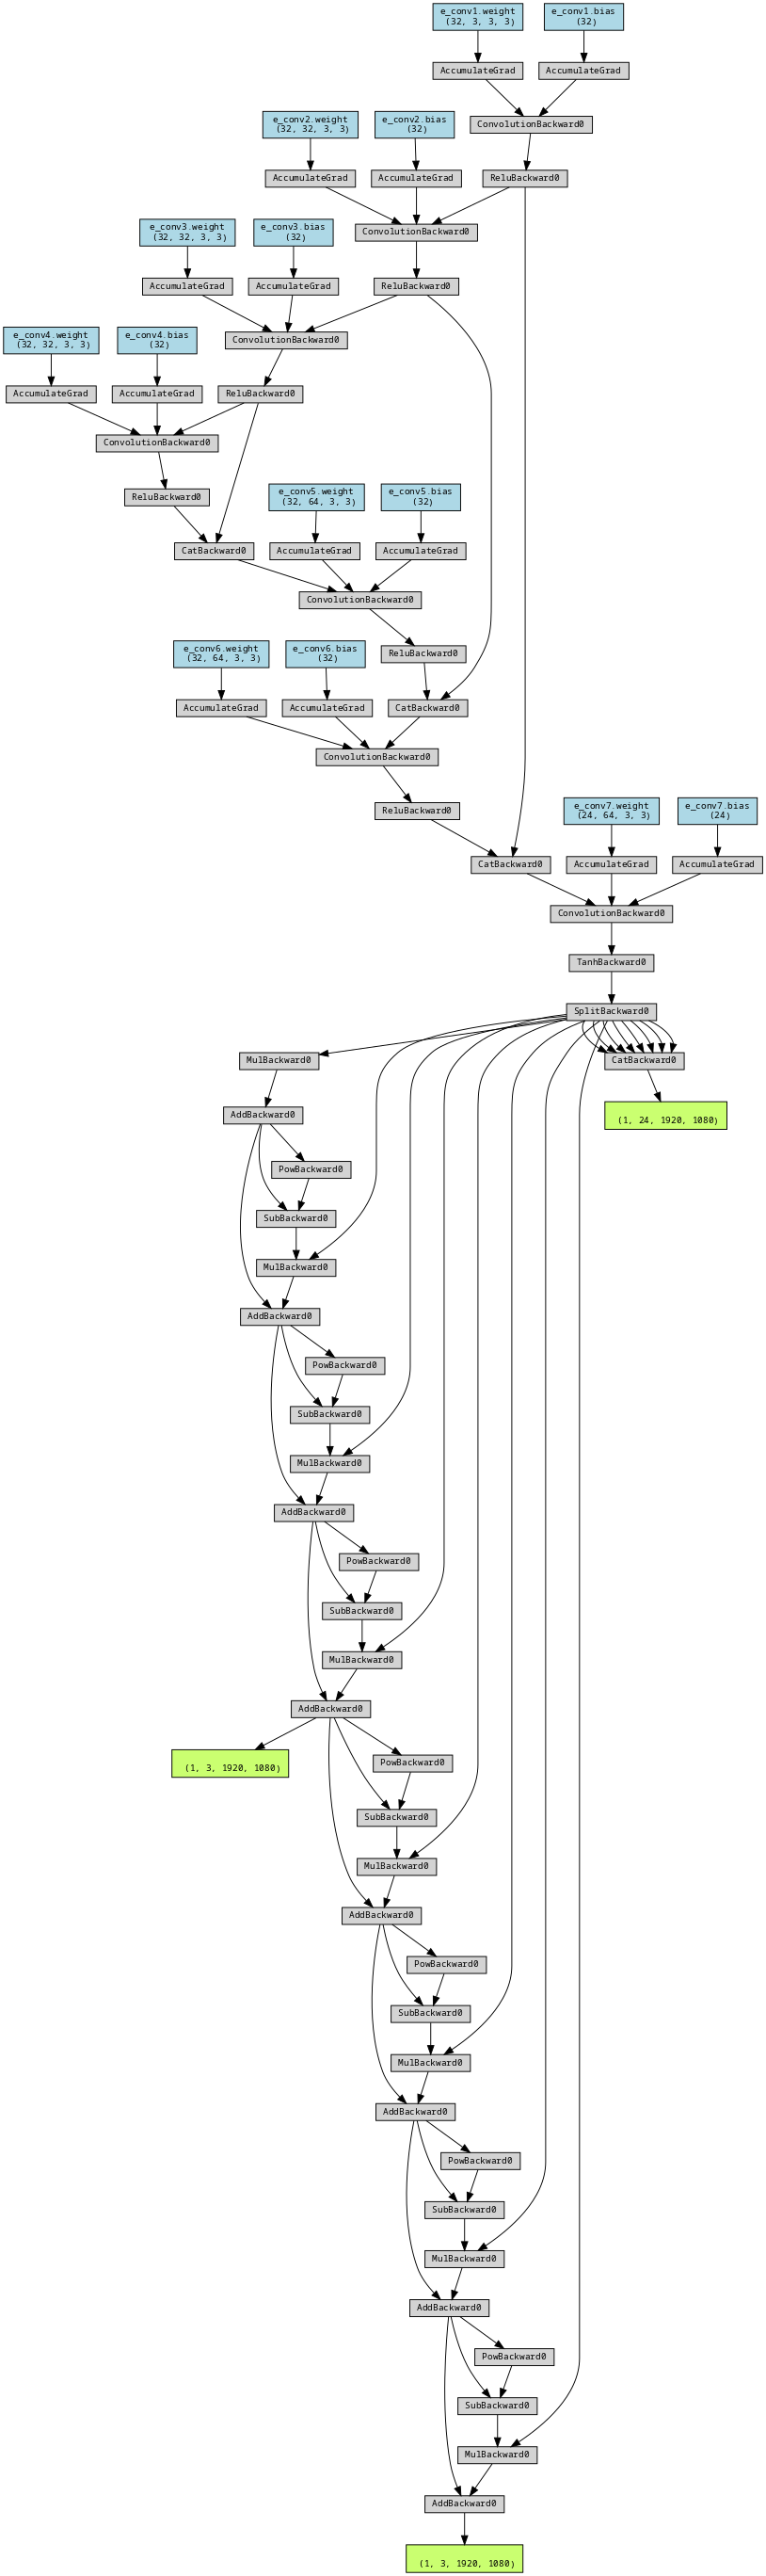 e_conv1.weight
(32, 3, 3, 3)
e_conv1.bias
(32)
AccumulateGrad
AccumulateGrad
ConvolutionBackward0
e_conv2.weight
(32, 32, 3, 3)
e_conv2.bias
(32)
AccumulateGrad
AccumulateGrad
ReluBackward0
ConvolutionBackward0
e_conv3.weight
(32, 32, 3, 3)
e_conv3.bias
(32)
AccumulateGrad
AccumulateGrad
ReluBackward0
ConvolutionBackward0
e_conv4.weight
(32, 32, 3, 3)
e_conv4.bias
(32)
AccumulateGrad
AccumulateGrad
ReluBackward0
ConvolutionBackward0
ReluBackward0
e_conv5.weight
(32, 64, 3, 3)
e_conv5.bias
(32)
CatBackward0
AccumulateGrad
AccumulateGrad
ConvolutionBackward0
ReluBackward0
e_conv6.weight
(32, 64, 3, 3)
e_conv6.bias
(32)
AccumulateGrad
AccumulateGrad
CatBackward0
ConvolutionBackward0
ReluBackward0
e_conv7.weight
(24, 64, 3, 3)
e_conv7.bias
(24)
CatBackward0
AccumulateGrad
AccumulateGrad
ConvolutionBackward0
TanhBackward0
SplitBackward0
MulBackward0
CatBackward0
AddBackward0
(1, 24, 1920, 1080)
PowBackward0
SubBackward0
MulBackward0
AddBackward0
PowBackward0
SubBackward0
MulBackward0
AddBackward0
PowBackward0
SubBackward0
MulBackward0
AddBackward0
(1, 3, 1920, 1080)
PowBackward0
SubBackward0
MulBackward0
AddBackward0
PowBackward0
SubBackward0
MulBackward0
AddBackward0
PowBackward0
SubBackward0
MulBackward0
AddBackward0
PowBackward0
SubBackward0
MulBackward0
AddBackward0
(1, 3, 1920, 1080)